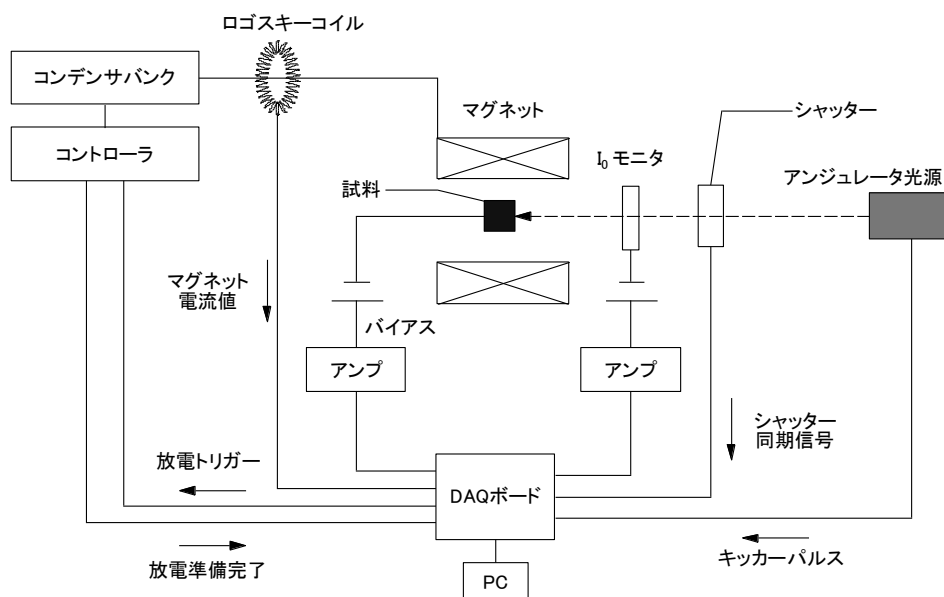 ロゴスキーコイル
コンデンサバンク
マグネット
シャッター
コントローラ
I₀ モニタ
アンジュレータ光源
試料
マグネット
電流値
バイアス
アンプ
アンプ
シャッター
同期信号
放電トリガー
DAQボード
放電準備完了
キッカーパルス
PC